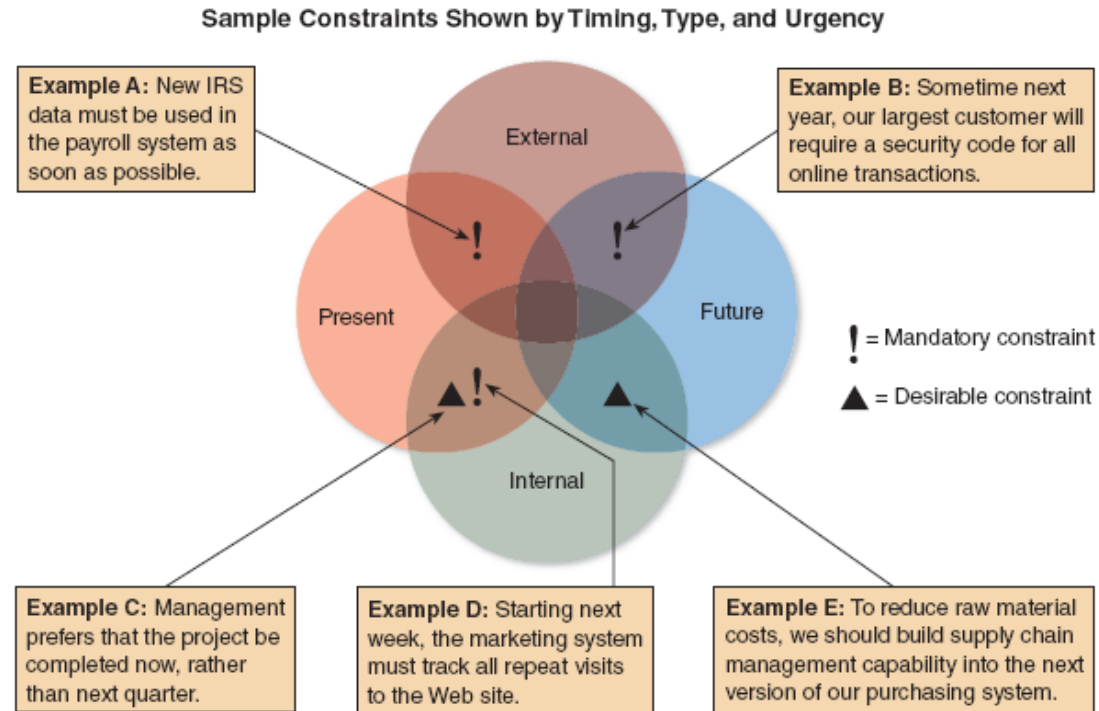 Sample Constraints Shown by Timing, Type, and Urgency
Example A: New IRS
data must be used in
the payroll system as
soon as possible.
Example B: Sometime next
year, our largest customer will
require a security code for all
online transactions.
External
!
!
Present
Future
! = Mandatory constraint
▲ = Desirable constraint
▲!
▲
Internal
Example C: Management
prefers that the project be
completed now, rather
than next quarter.
Example D: Starting next
week, the marketing system
must track all repeat visits
to the Web site.
Example E: To reduce raw material
costs, we should build supply chain
management capability into the next
version of our purchasing system.